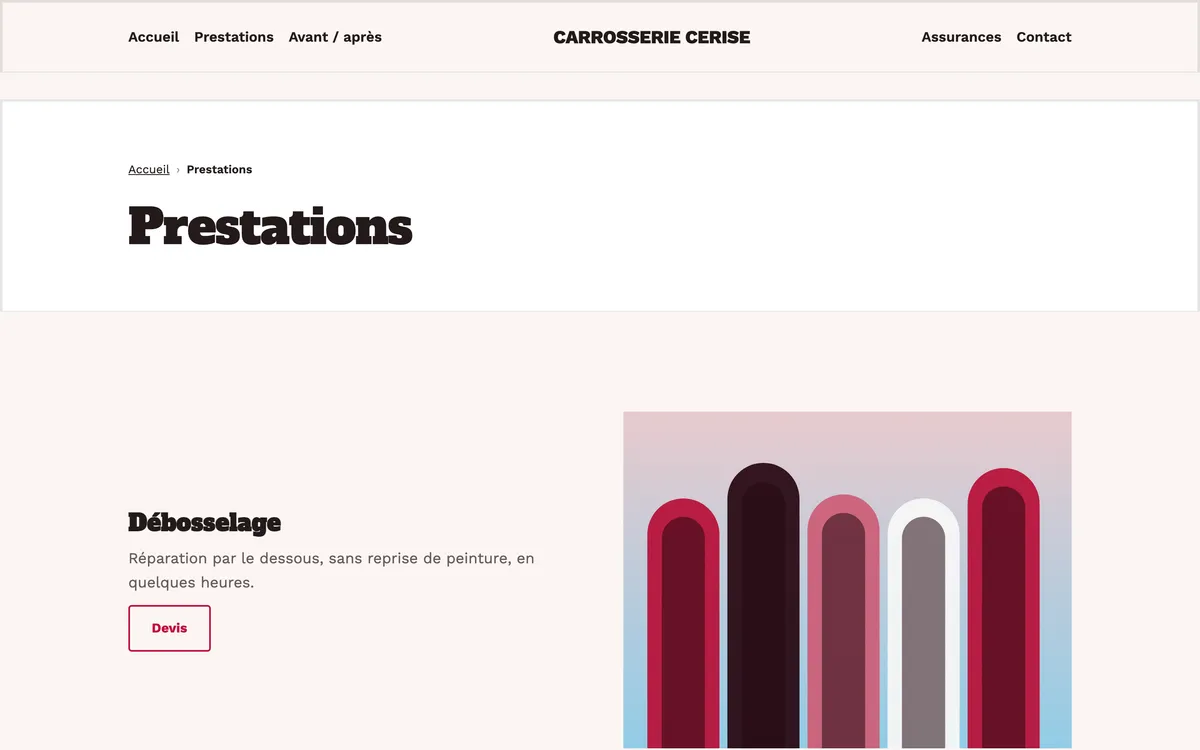 Accueil Prestations Avant / après CARROSSERIE CERISE Assurances Contact
Accueil › Prestations
Prestations
Débosselage
Réparation par le dessous, sans reprise de peinture, en
quelques heures.
Devis